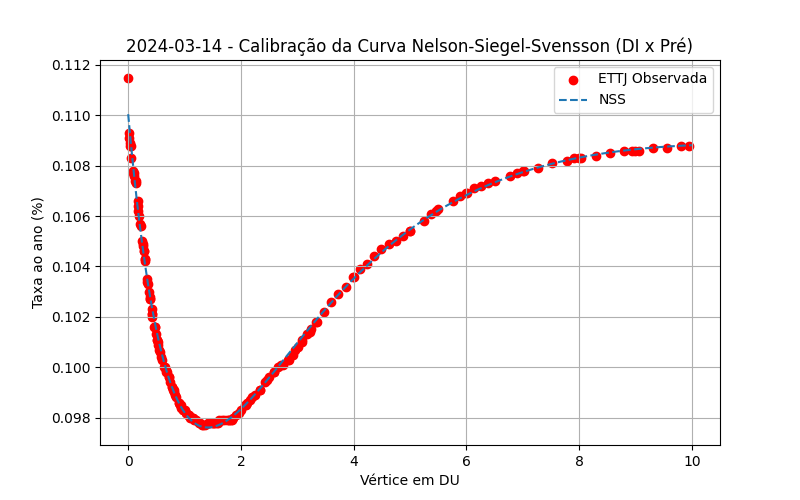 2024-03-14 - Calibração da Curva Nelson-Siegel-Svensson (DI x Pré)
0.112
0.110
0.108
0.106
0.104
0.102
0.100
0.098
Taxa ao ano (%)
ETTJ Observada
NSS
0 2 4 6 8 10
Vértice em DU